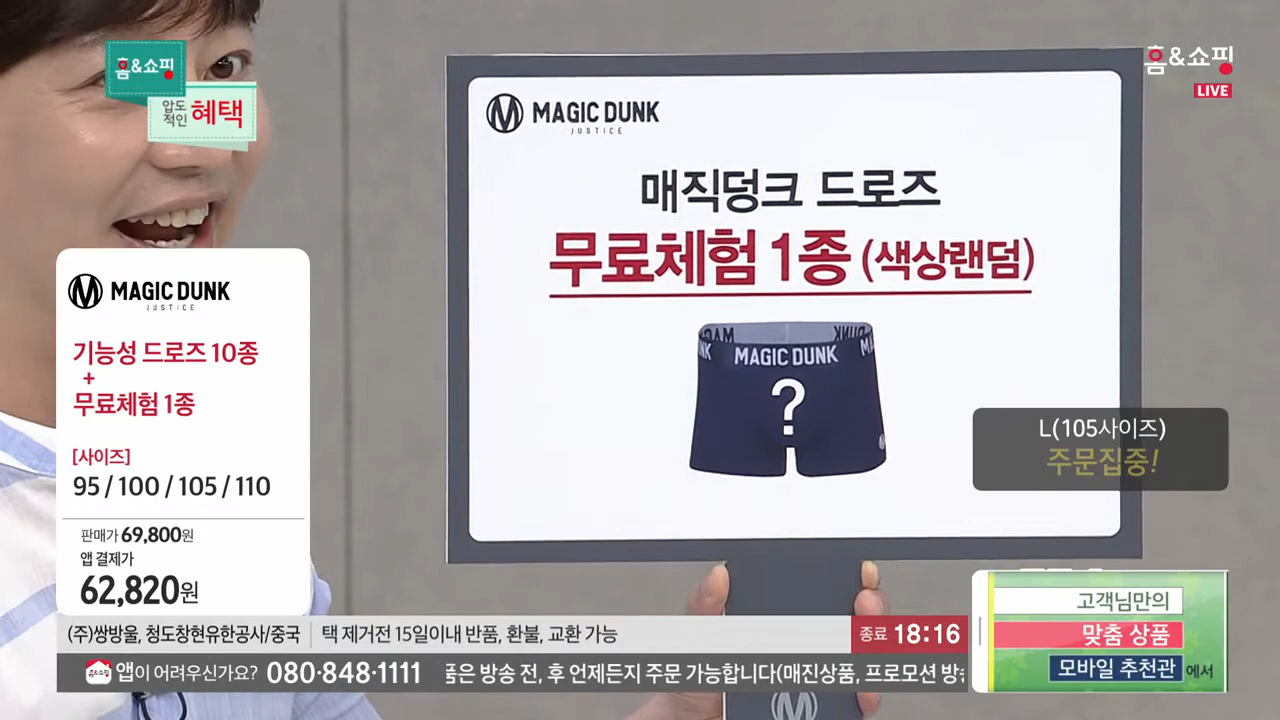 홈&쇼핑
압도적인 혜택
홈&쇼핑
LIVE
MAGIC DUNK
JUSTICE
매직덩크 드로즈
무료체험 1종 (색상랜덤)
MAGIC DUNK
?
MAGIC DUNK
JUSTICE
기능성 드로즈 10종
+
무료체험 1종
[사이즈]
95 / 100 / 105 / 110
판매가 69,800원
앱 결제가
62,820원
L(105사이즈)
주문집중!
고객님만의
맞춤 상품
모바일 추천관에서
(주)쌍방울, 청도창현유한공사/중국 택 제거전 15일이내 반품, 환불, 교환 가능
종료 18:16
홈&쇼핑 앱이 어려우신가요? 080·848·1111 품은 방송 전, 후 언제든지 주문 가능합니다(매진상품, 프로모션 방송